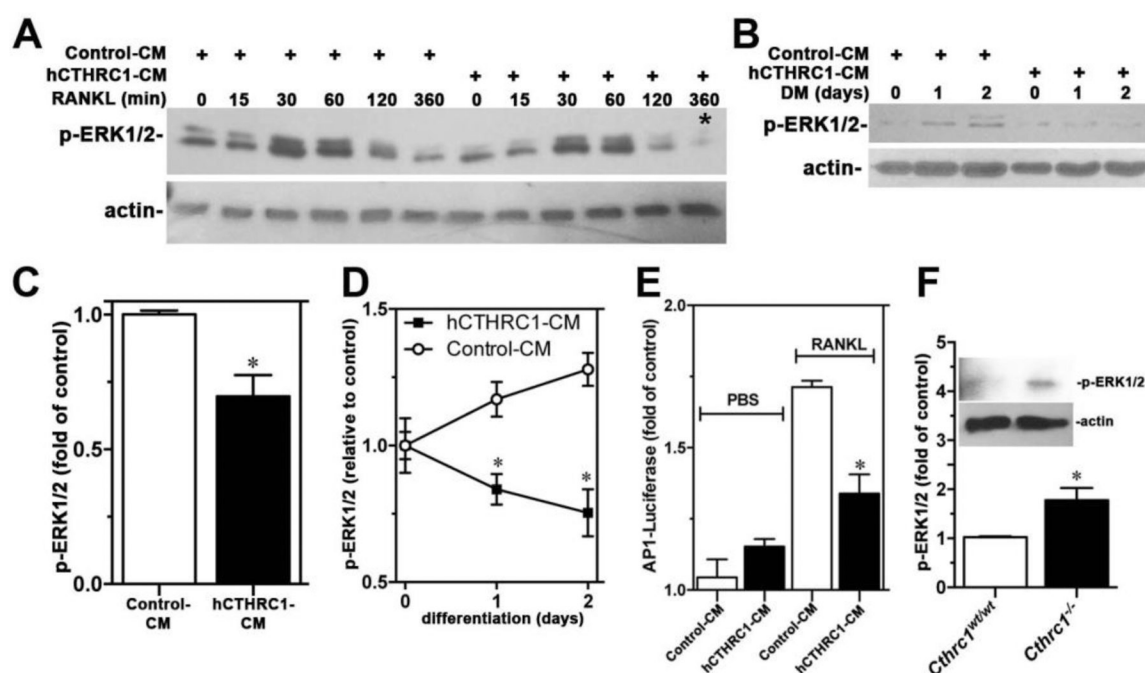 A
Control-CM + + + + + +
hCTHRC1-CM + + + + + +
RANKL (min) 0 15 30 60 120 360 0 15 30 60 120 360
*
p-ERK1/2-
actin-
B
Control-CM + + +
hCTHRC1-CM + + +
DM (days) 0 1 2 0 1 2
p-ERK1/2-
actin-
C
p-ERK1/2 (fold of control)
1.0
0.5
0.0
*
Control-
CM
hCTHRC1-
CM
D
p-ERK1/2 (relative to control)
1.5
1.0
0.5
hCTHRC1-CM
Control-CM
*
*
0 1 2
differentiation (days)
E
AP1-Luciferase (fold of control)
2.0
1.5
1.0
PBS
RANKL
*
Control-CM
hCTHRC1-CM
Control-CM
hCTHRC1-CM
F
p-ERK1/2 (fold of control)
6
5
4
3
2
1
0
-p-ERK1/2
-actin
*
Cthrc1wt/wt
Cthrc1-/-